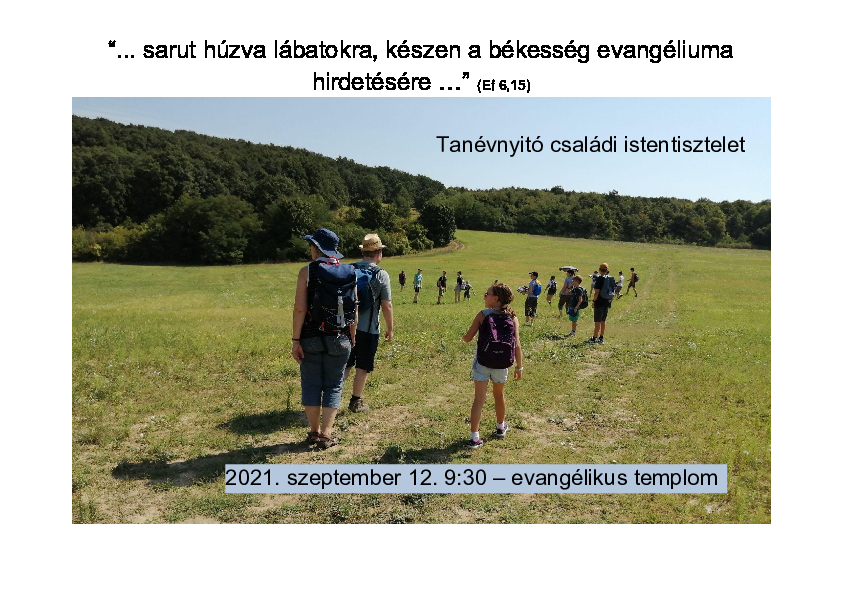 “... sarut húzva lábatokra, készen a békesség evangéliuma
hirdetésére ...” (Ef 6,15)
Tanévnyitó családi istentisztelet
2021. szeptember 12. 9:30 – evangélikus templom